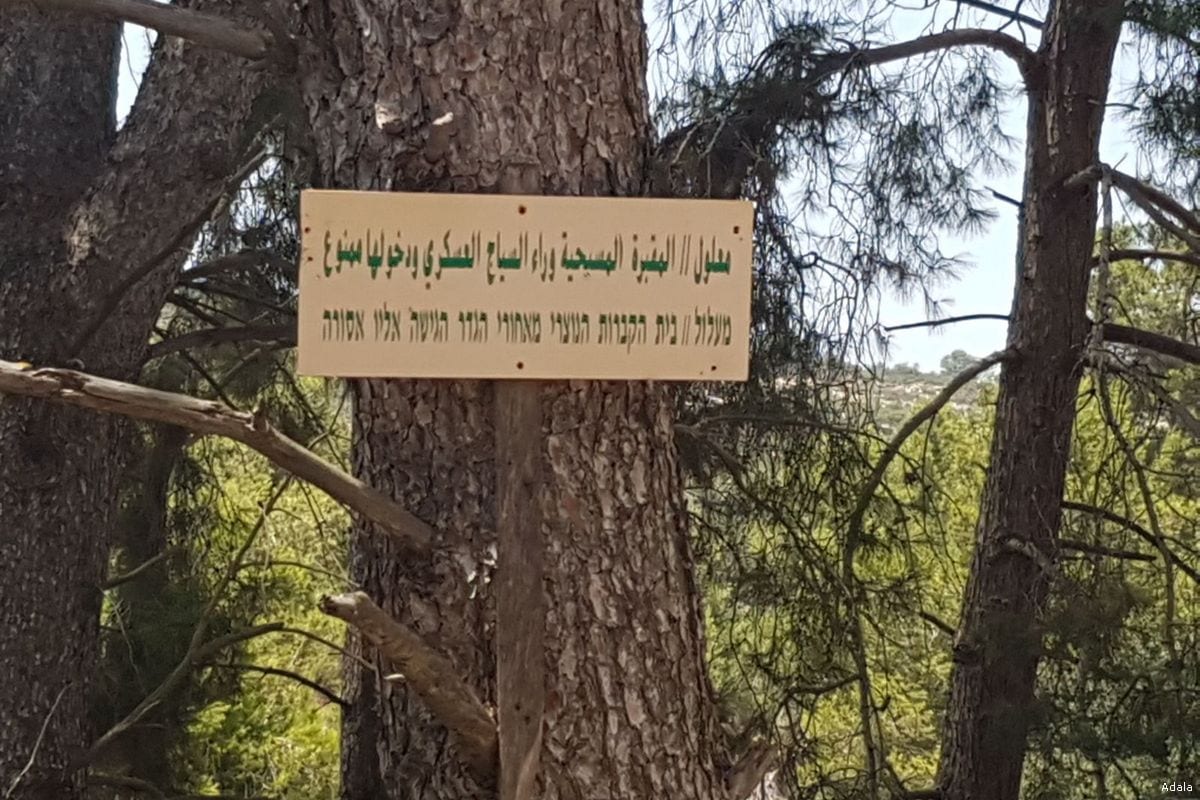 معلول // المقبرة المسيحية وراء السياج العسكري ودخولها ممنوع
מעלול // בית הקברות הנוצרי מאחורי הגדר הגישה אליו אסורה
Adala